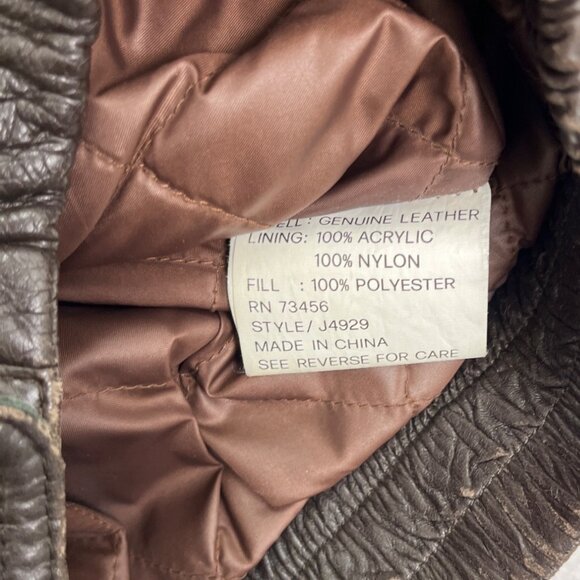 GENUINE LEATHER
LINING: 100% ACRYLIC
100% NYLON
FILL : 100% POLYESTER
RN 73456
STYLE/ J4929
MADE IN CHINA
SEE REVERSE FOR CARE